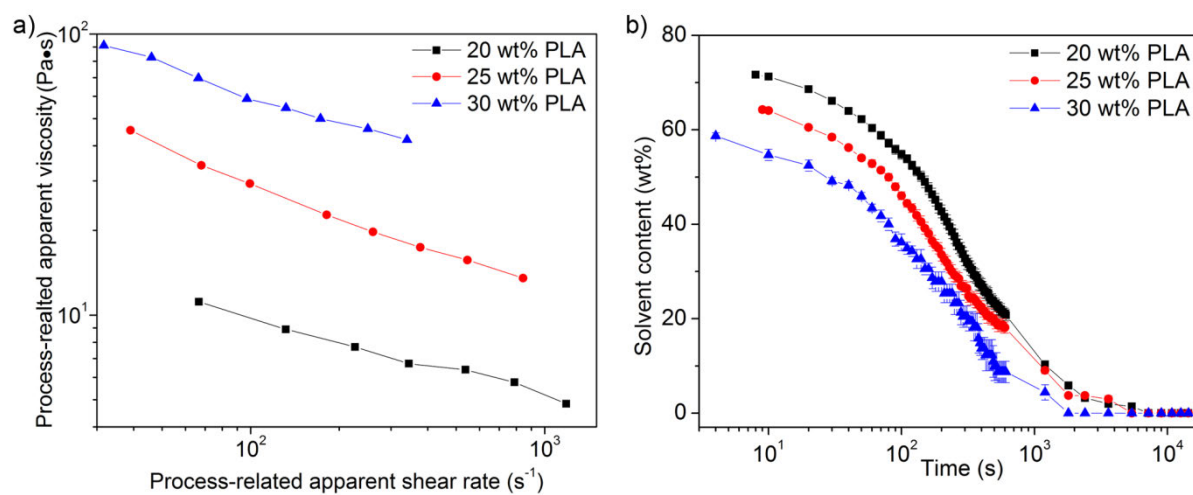 a)
Process-realted apparent viscosity (Pa•s)
10²
10¹
20 wt% PLA
25 wt% PLA
30 wt% PLA
10²
10³
Process-related apparent shear rate (s⁻¹)
b)
Solvent content (wt%)
80
60
40
20
0
20 wt% PLA
25 wt% PLA
30 wt% PLA
10¹
10²
10³
10⁴
Time (s)